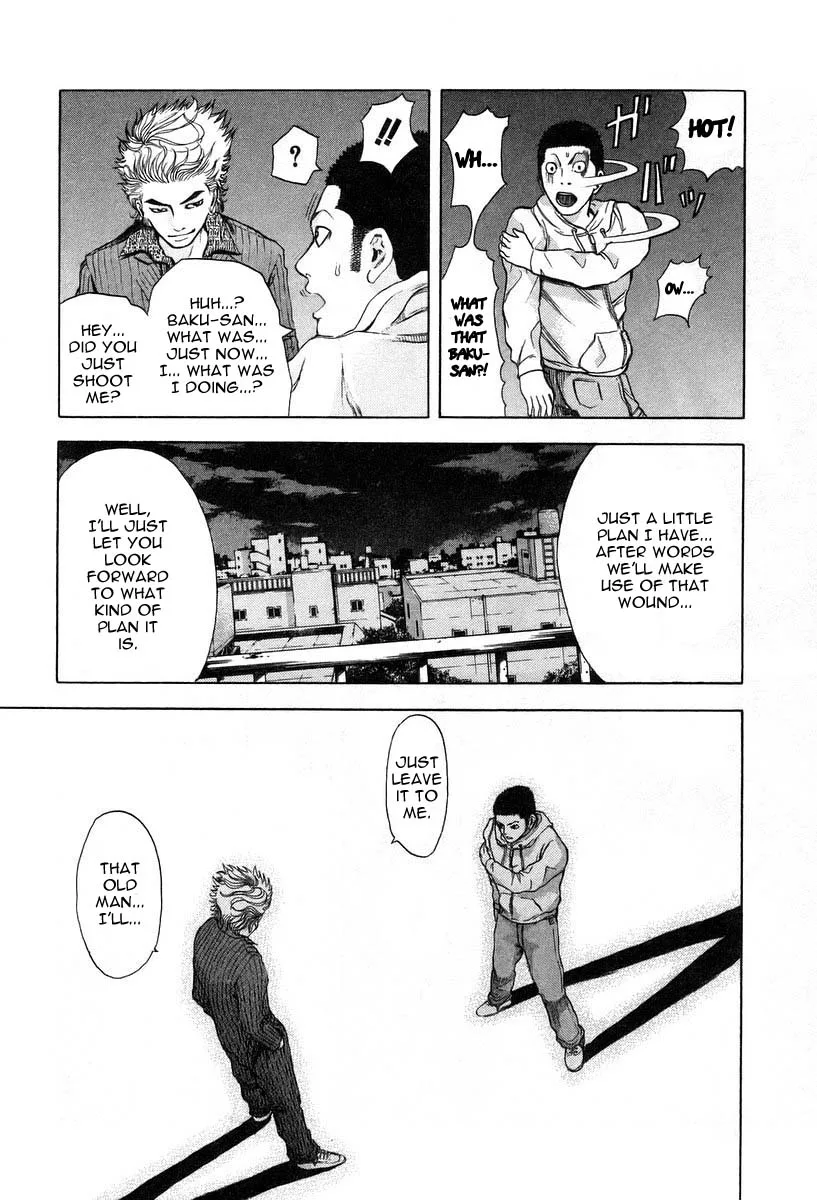 HOT!
WH...
ガガッ
OW...
WHAT
WAS
THAT
BAKU-
SAN?!
!!
?
HUH...?
BAKU-SAN...
WHAT WAS...
JUST NOW...
I... WHAT WAS
I DOING...?
HEY...
DID YOU
JUST
SHOOT
ME?
JUST A LITTLE
PLAN I HAVE...
AFTER WORDS
WE'LL MAKE
USE OF THAT
WOUND...
WELL,
I'LL JUST
LET YOU
LOOK
FORWARD
TO WHAT
KIND OF
PLAN IT
IS.
JUST
LEAVE
IT TO
ME.
THAT
OLD
MAN...
I'LL...